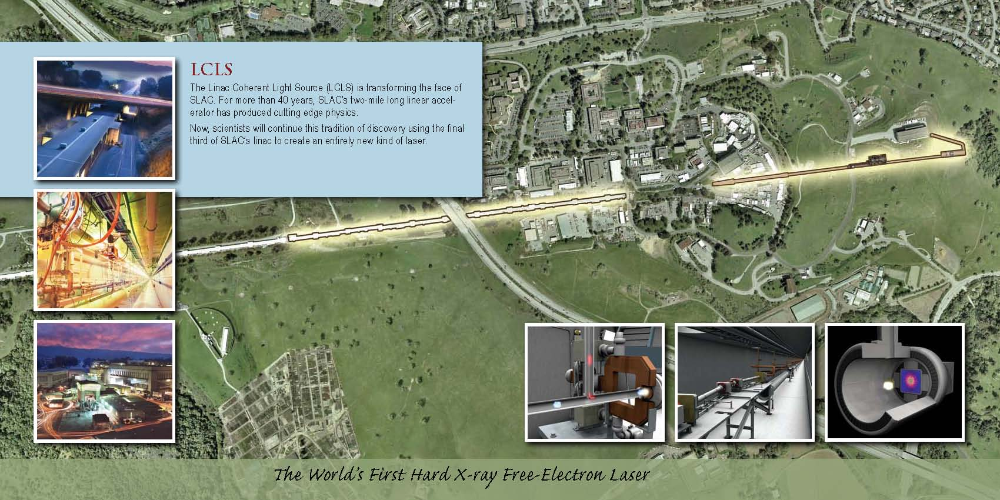 LCLS
The Linac Coherent Light Source (LCLS) is transforming the face of
SLAC. For more than 40 years, SLAC's two-mile long linear accel-
erator has produced cutting edge physics.
Now, scientists will continue this tradition of discovery using the final
third of SLAC's linac to create an entirely new kind of laser.
The World's First Hard X-ray Free-Electron Laser